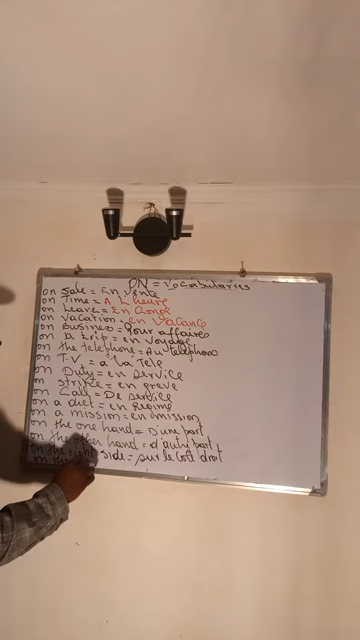 ON = Vocabularies
on Sale = En Vente
on Time = A L'heure
on Leave = En Congé
on Vacation = en Vacance
on Business = Pour affaires
on a trip = en voyage
on the telephone = Au telephone
on T.V. = à la Télé
on Duty = en service
on Strike = en greve
on Call = De service
on a diet = en Regime
on a mission = en mission
on the one hand = D'une part
on the other hand = d'autre part
on the right side = sur le coté droit
on the